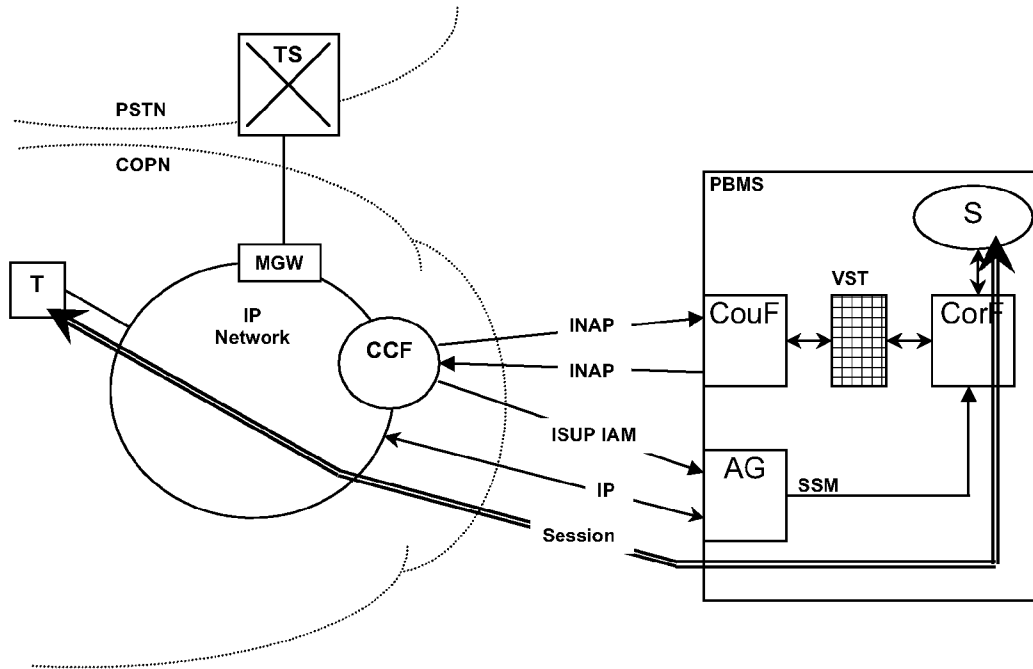 TS
PSTN
COPN
PBMS
S
MGW
T
VST
IP
Network
CouF
CorF
INAP
CCF
INAP
ISUP IAM
AG
IP
SSM
Session